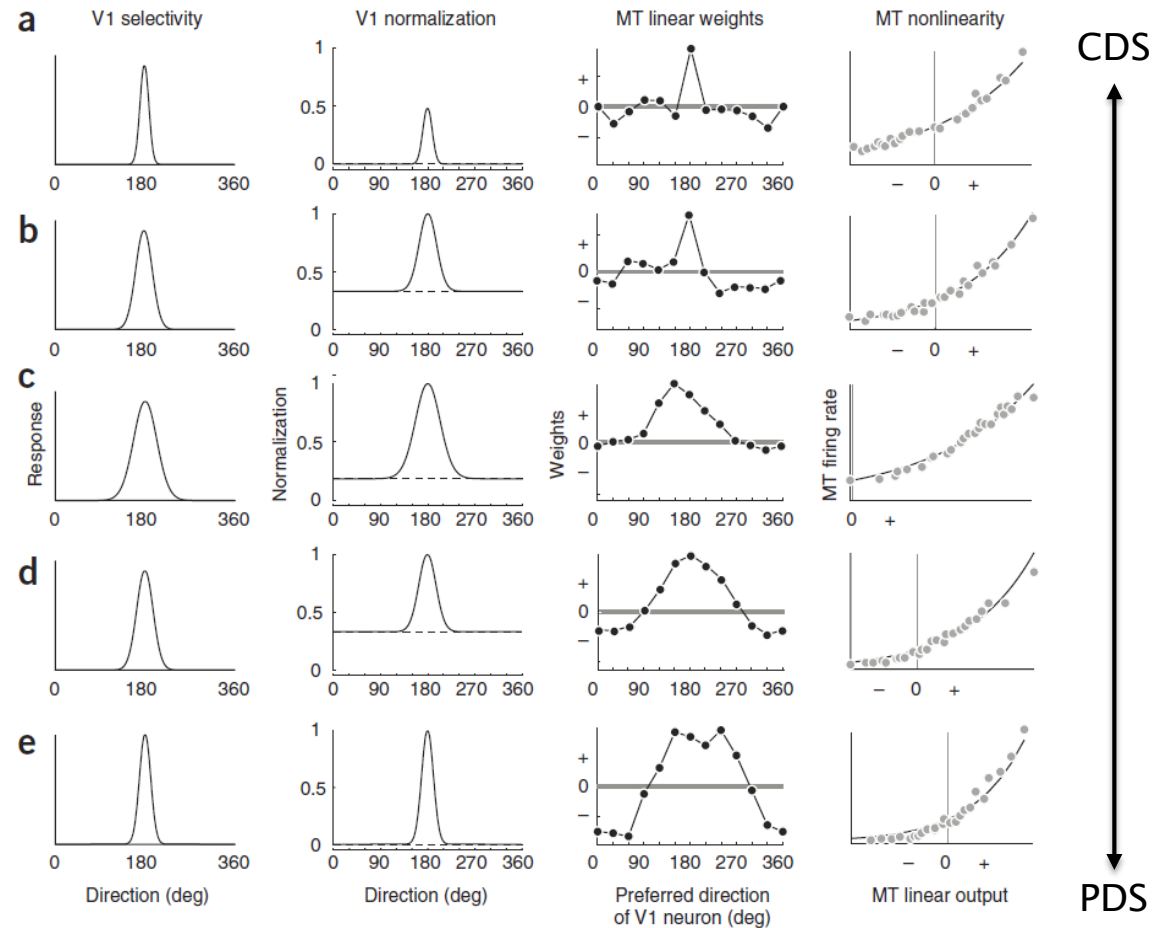 a
V1 selectivity
V1 normalization
MT linear weights
MT nonlinearity
CDS
1
0.5
0
+
0
−
0 180 360
0 90 180 270 360
0 90 180 270 360
− 0 +
b
1
0.5
0
+
0
−
0 180 360
0 90 180 270 360
0 90 180 270 360
− 0 +
c
Response
Normalization
1
0.5
0
Weights
+
0
−
MT firing rate
0 180 360
0 90 180 270 360
0 90 180 270 360
0 +
d
1
0.5
0
+
0
−
0 180 360
0 90 180 270 360
0 90 180 270 360
− 0 +
e
1
0.5
0
+
0
−
0 180 360
0 90 180 270 360
0 90 180 270 360
− 0 +
Direction (deg)
Direction (deg)
Preferred direction
of V1 neuron (deg)
MT linear output
PDS